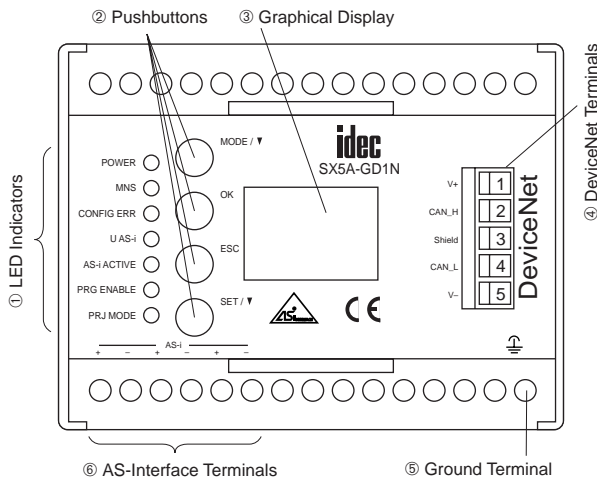 ② Pushbuttons
③ Graphical Display
④ DeviceNet Terminals
① LED Indicators
MODE / ▼
OK
ESC
SET / ▼
POWER
MNS
CONFIG ERR
U AS-i
AS-i ACTIVE
PRG ENABLE
PRJ MODE
idec
SX5A-GD1N
V+ 1
CAN_H 2
Shield 3
CAN_L 4
V– 5
DeviceNet
AS-i
+ – + – + –
ASi
CE
⑥ AS-Interface Terminals
⑤ Ground Terminal